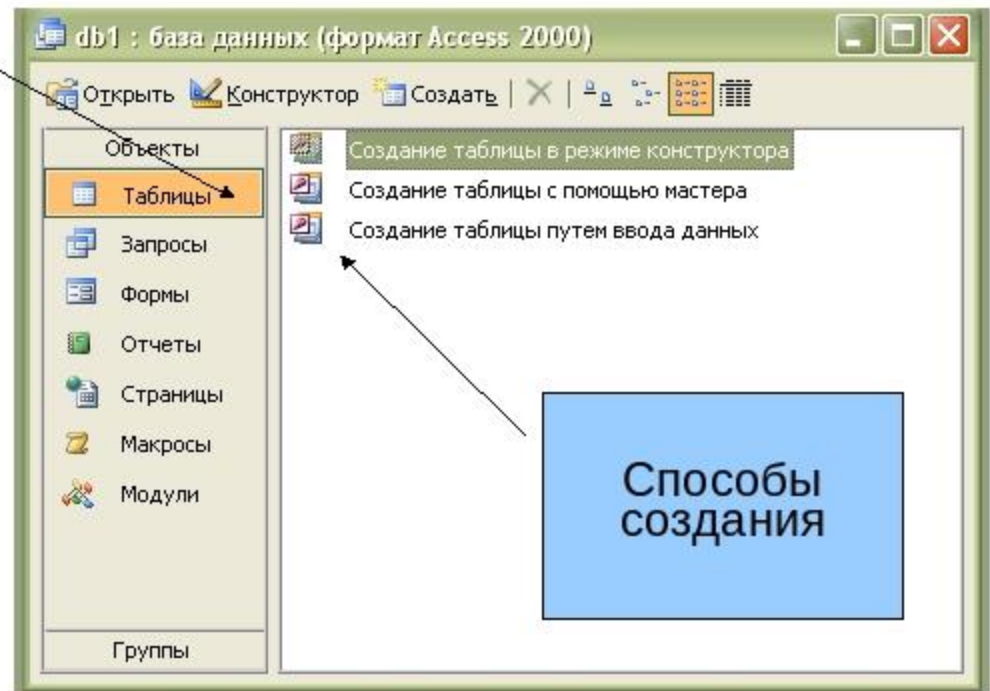 db1 : база данных (формат Access 2000)
Открыть Конструктор Создать
Объекты
Таблицы
Запросы
Формы
Отчеты
Страницы
Макросы
Модули
Группы
Создание таблицы в режиме конструктора
Создание таблицы с помощью мастера
Создание таблицы путем ввода данных
Способы
создания